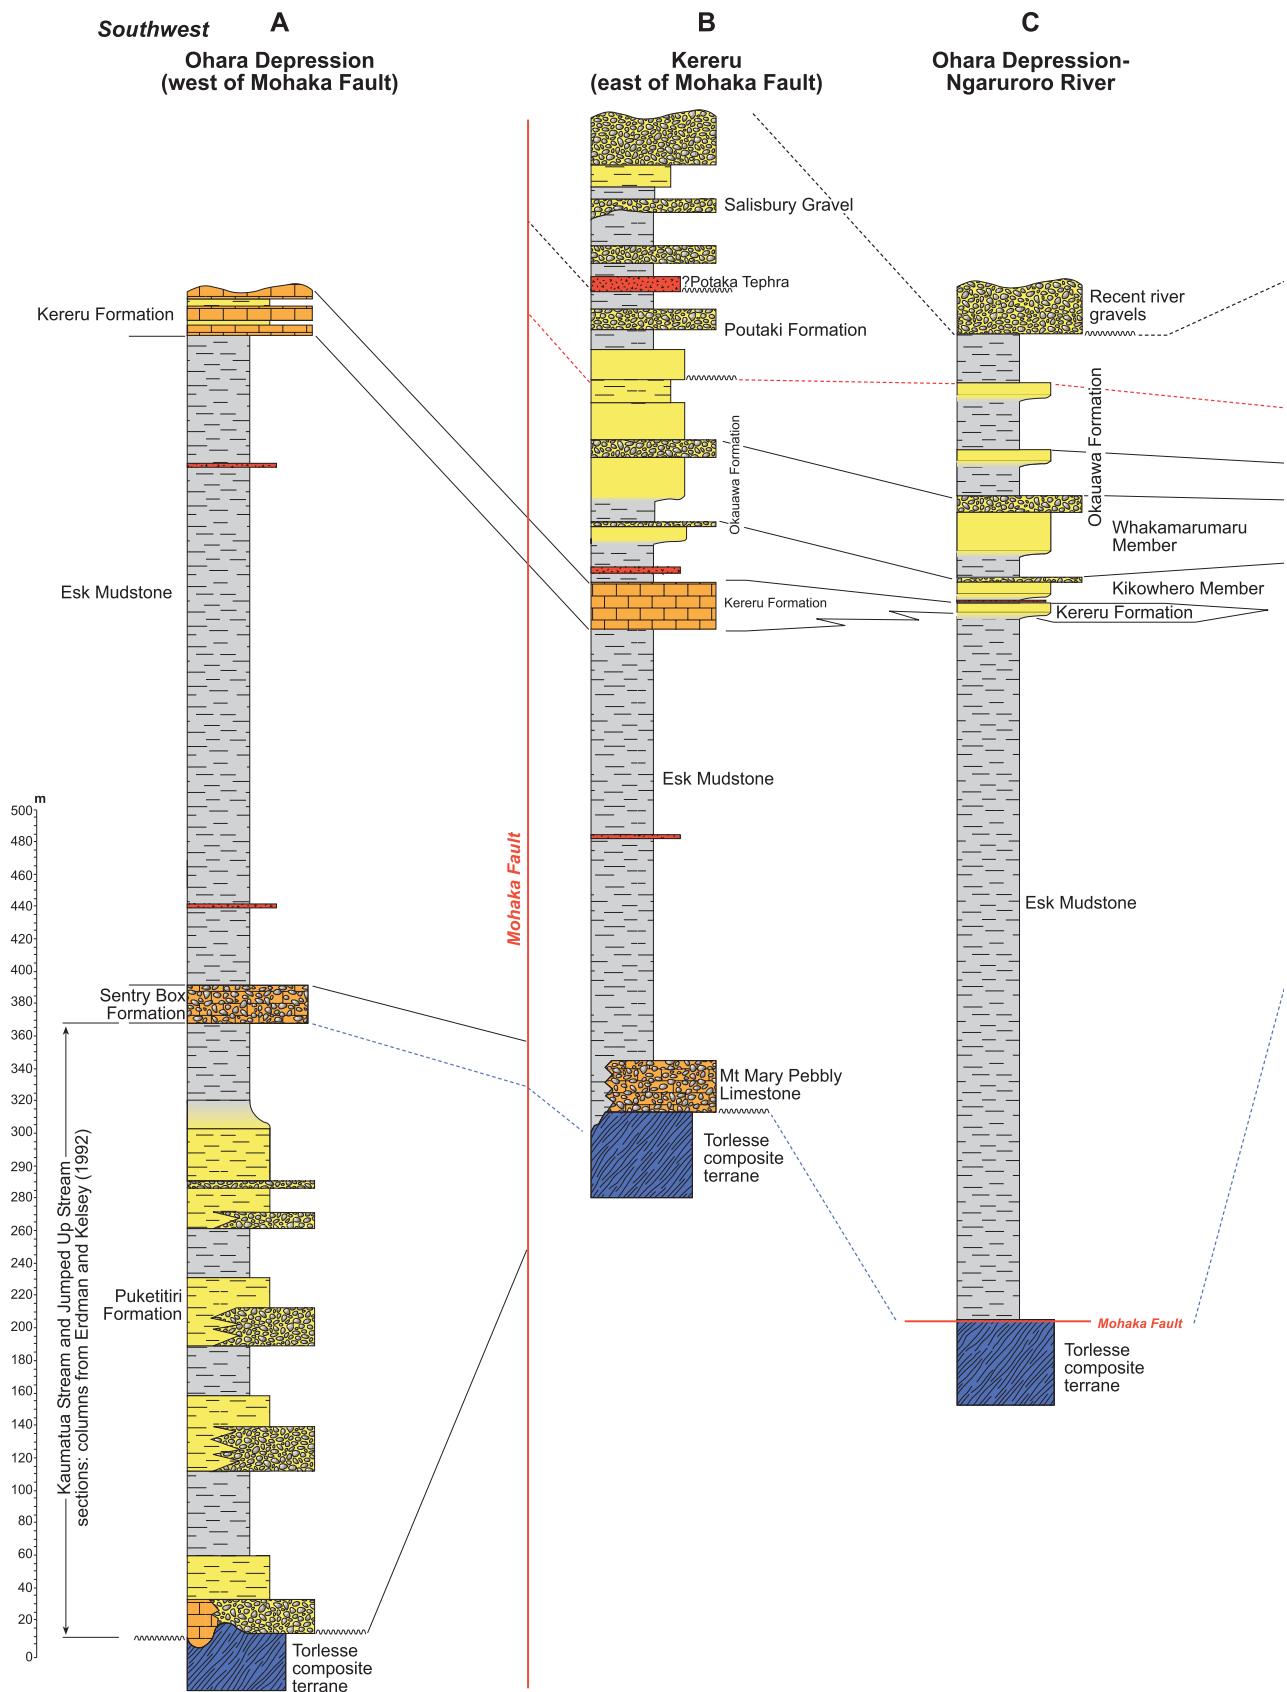 Southwest
A
Ohara Depression
(west of Mohaka Fault)
B
Kereru
(east of Mohaka Fault)
C
Ohara Depression-
Ngaruroro River
Kereru Formation
Esk Mudstone
Sentry Box
Formation
Puketitiri
Formation
Torlesse
composite
terrane
Kaumatua Stream and Jumped Up Stream
sections: columns from Erdman and Kelsey (1992)
m
500
480
460
440
420
400
380
360
340
320
300
290
280
260
240
220
200
180
160
140
120
100
80
60
40
20
0
Mohaka Fault
Salisbury Gravel
?Potaka Tephra
Poutaki Formation
Okauawa Formation
Kereru Formation
Esk Mudstone
Mt Mary Pebbly
Limestone
Torlesse
composite
terrane
Recent river
gravels
Okauawa Formation
Whakamarumaru
Member
Kikowhero Member
Kereru Formation
Esk Mudstone
Mohaka Fault
Torlesse
composite
terrane